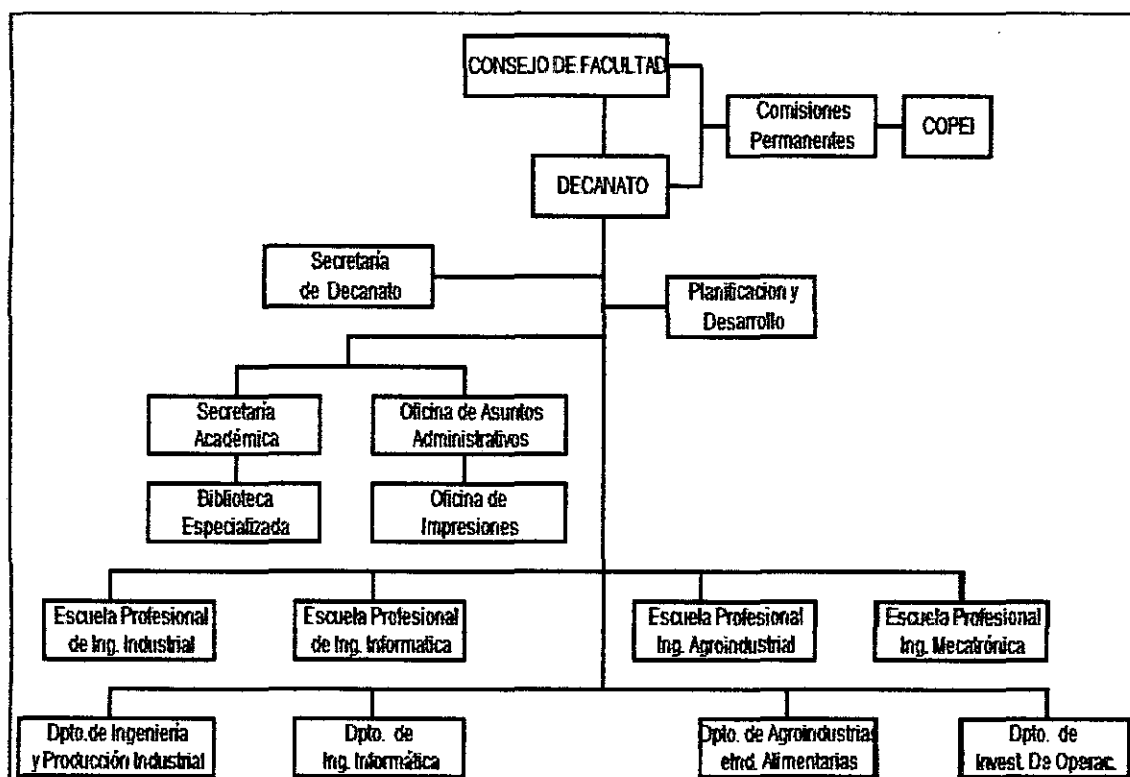 CONSEJO DE FACULTAD
Comisiones
Permanentes
COPEI
DECANATO
Secretaría
de Decanato
Planificacion y
Desarrollo
Secretaría
Académica
Oficina de Asuntos
Administrativos
Biblioteca
Especializada
Oficina de
Impresiones
Escuela Profesional
de Ing. Industrial
Escuela Profesional
de Ing. Informatica
Escuela Profesional
Ing. Agroindustrial
Escuela Profesional
Ing. Mecatrónica
Dpto. de Ingeniería
y Producción Industrial
Dpto. de
Ing. Informática
Dpto. de Agroindustrias
eInd. Alimentarias
Dpto. de
Invest. De Operac.